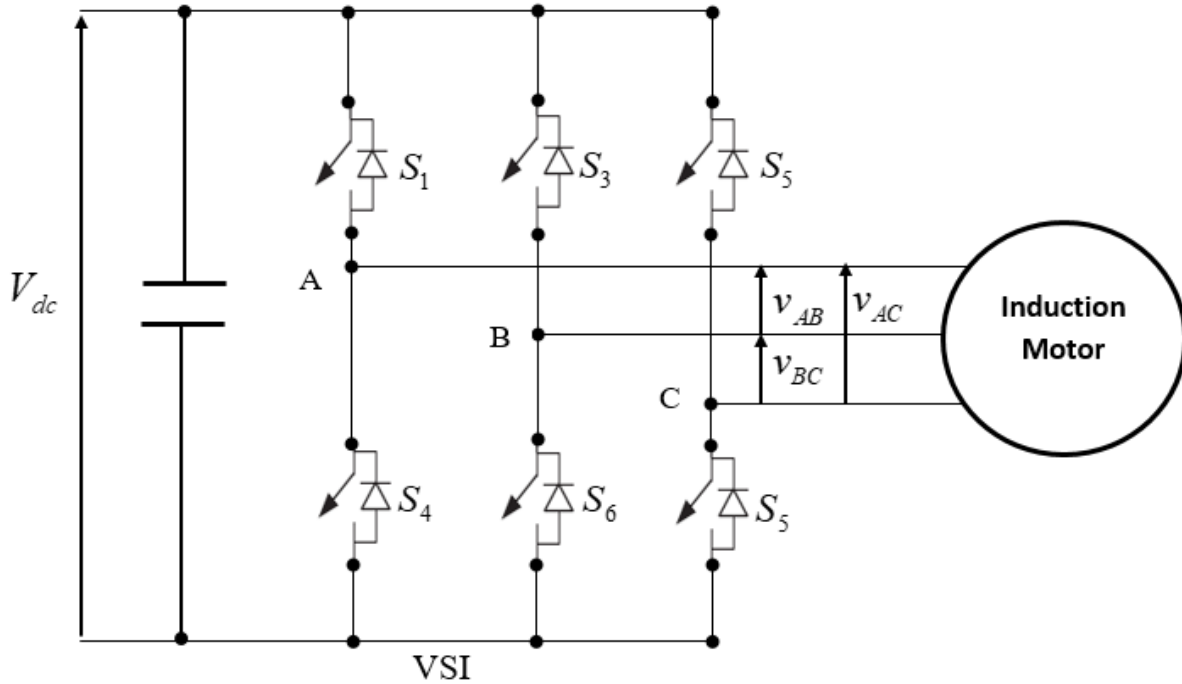 S1
S3
S5
Vdc
A
vAB
vAC
Induction
Motor
B
vBC
C
S4
S6
S5
VSI